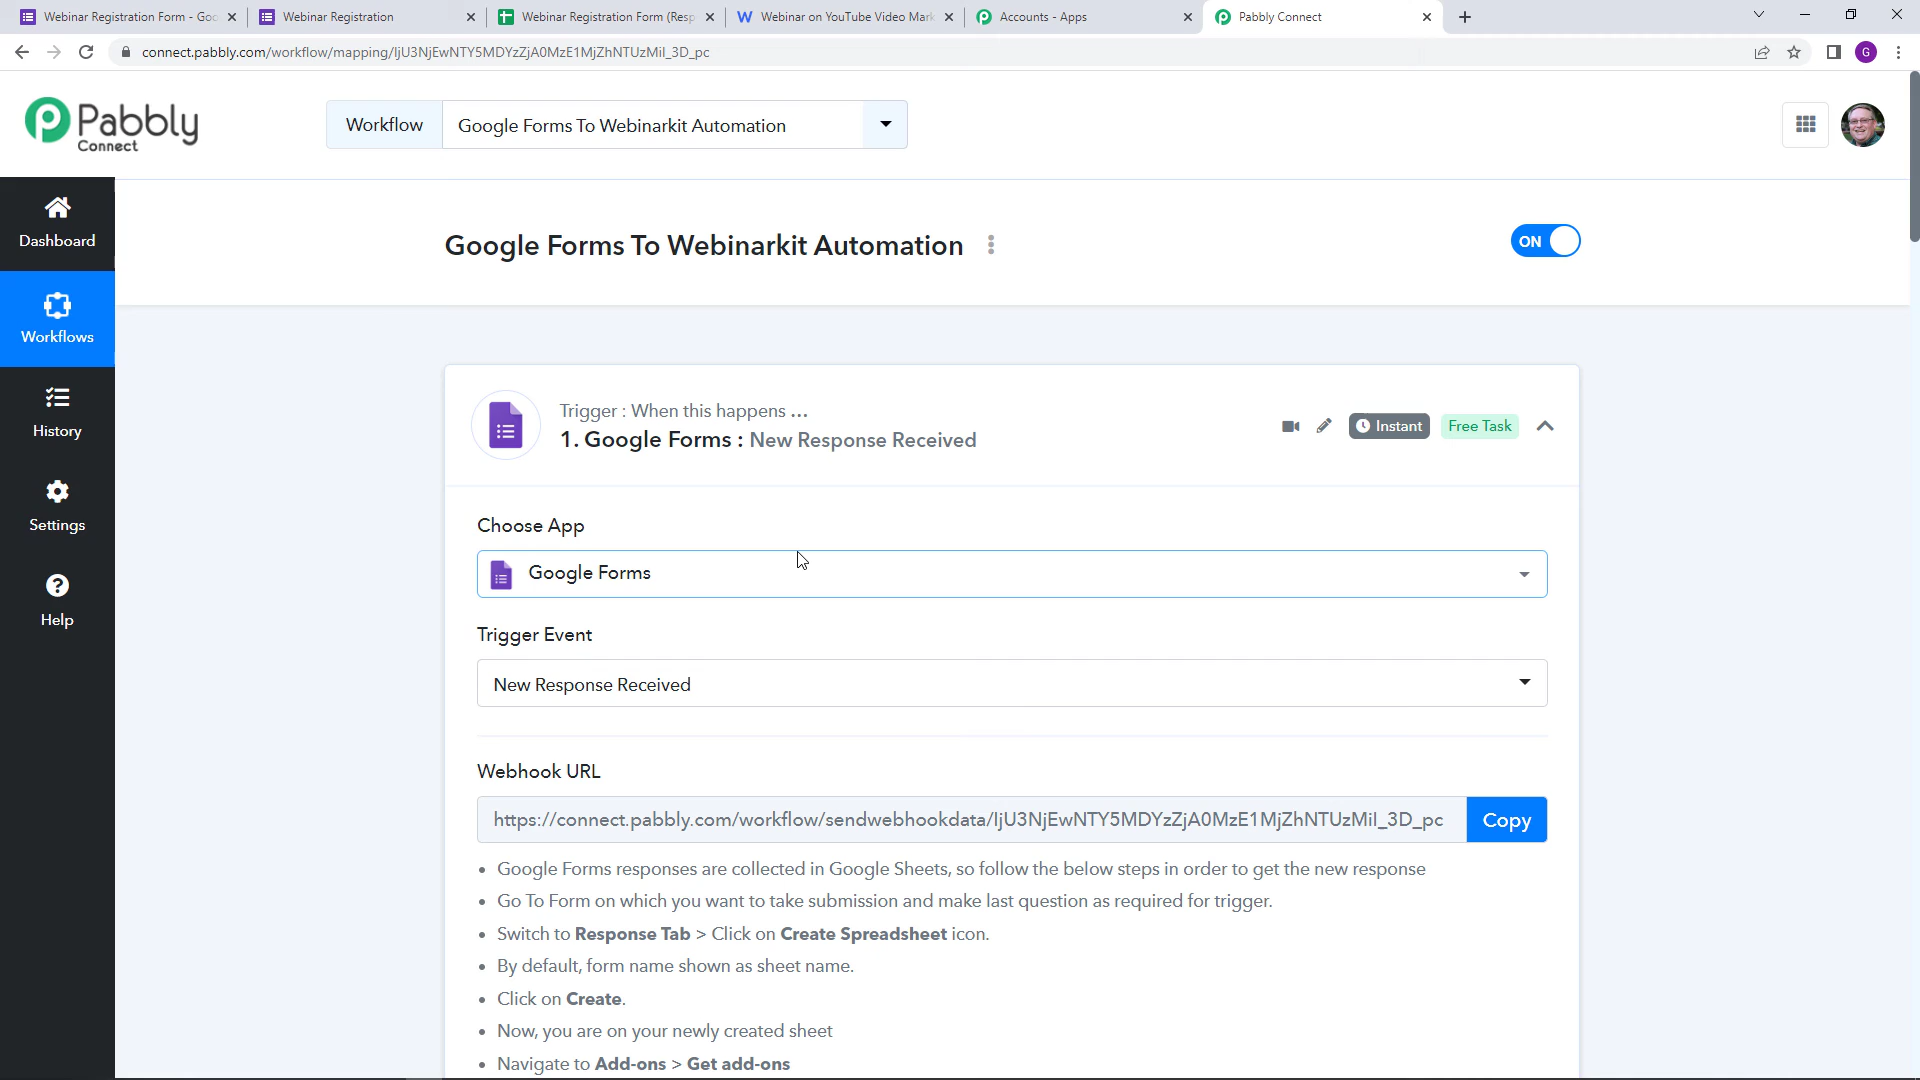 Webinar Registration Form - Goo
Webinar Registration
Webinar Registration Form (Resp
Webinar on YouTube Video Mark
Accounts - Apps
Pabbly Connect
connect.pabbly.com/workflow/mapping/IjU3NjEwNTY5MDYzZjA0MzE1MjZhNTUzMiI_3D_pc
G
Pabbly
Connect
Workflow
Google Forms To Webinarkit Automation
Dashboard
Workflows
History
Settings
Help
Google Forms To Webinarkit Automation
ON
Trigger : When this happens ...
1. Google Forms : New Response Received
Instant
Free Task
Choose App
Google Forms
Trigger Event
New Response Received
Webhook URL
https://connect.pabbly.com/workflow/sendwebhookdata/IjU3NjEwNTY5MDYzZjA0MzE1MjZhNTUzMiI_3D_pc
Copy
• Google Forms responses are collected in Google Sheets, so follow the below steps in order to get the new response
• Go To Form on which you want to take submission and make last question as required for trigger.
• Switch to Response Tab > Click on Create Spreadsheet icon.
• By default, form name shown as sheet name.
• Click on Create.
• Now, you are on your newly created sheet
• Navigate to Add-ons > Get add-ons